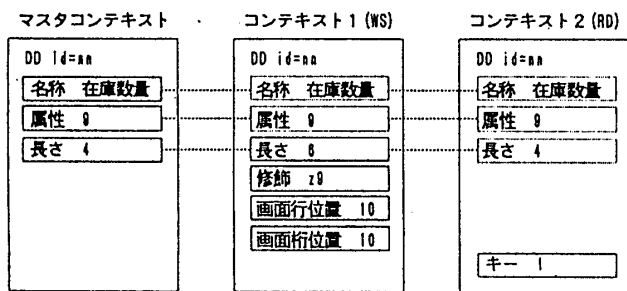 マスタコンテキスト
DD id=nn
名称 在庫数量
属性 9
長さ 4
コンテキスト1(WS)
DD id=nn
名称 在庫数量
属性 9
長さ 6
修飾 z9
画面行位置 10
画面桁位置 10
コンテキスト2(RD)
DD id=nn
名称 在庫数量
属性 9
長さ 4
キー 1